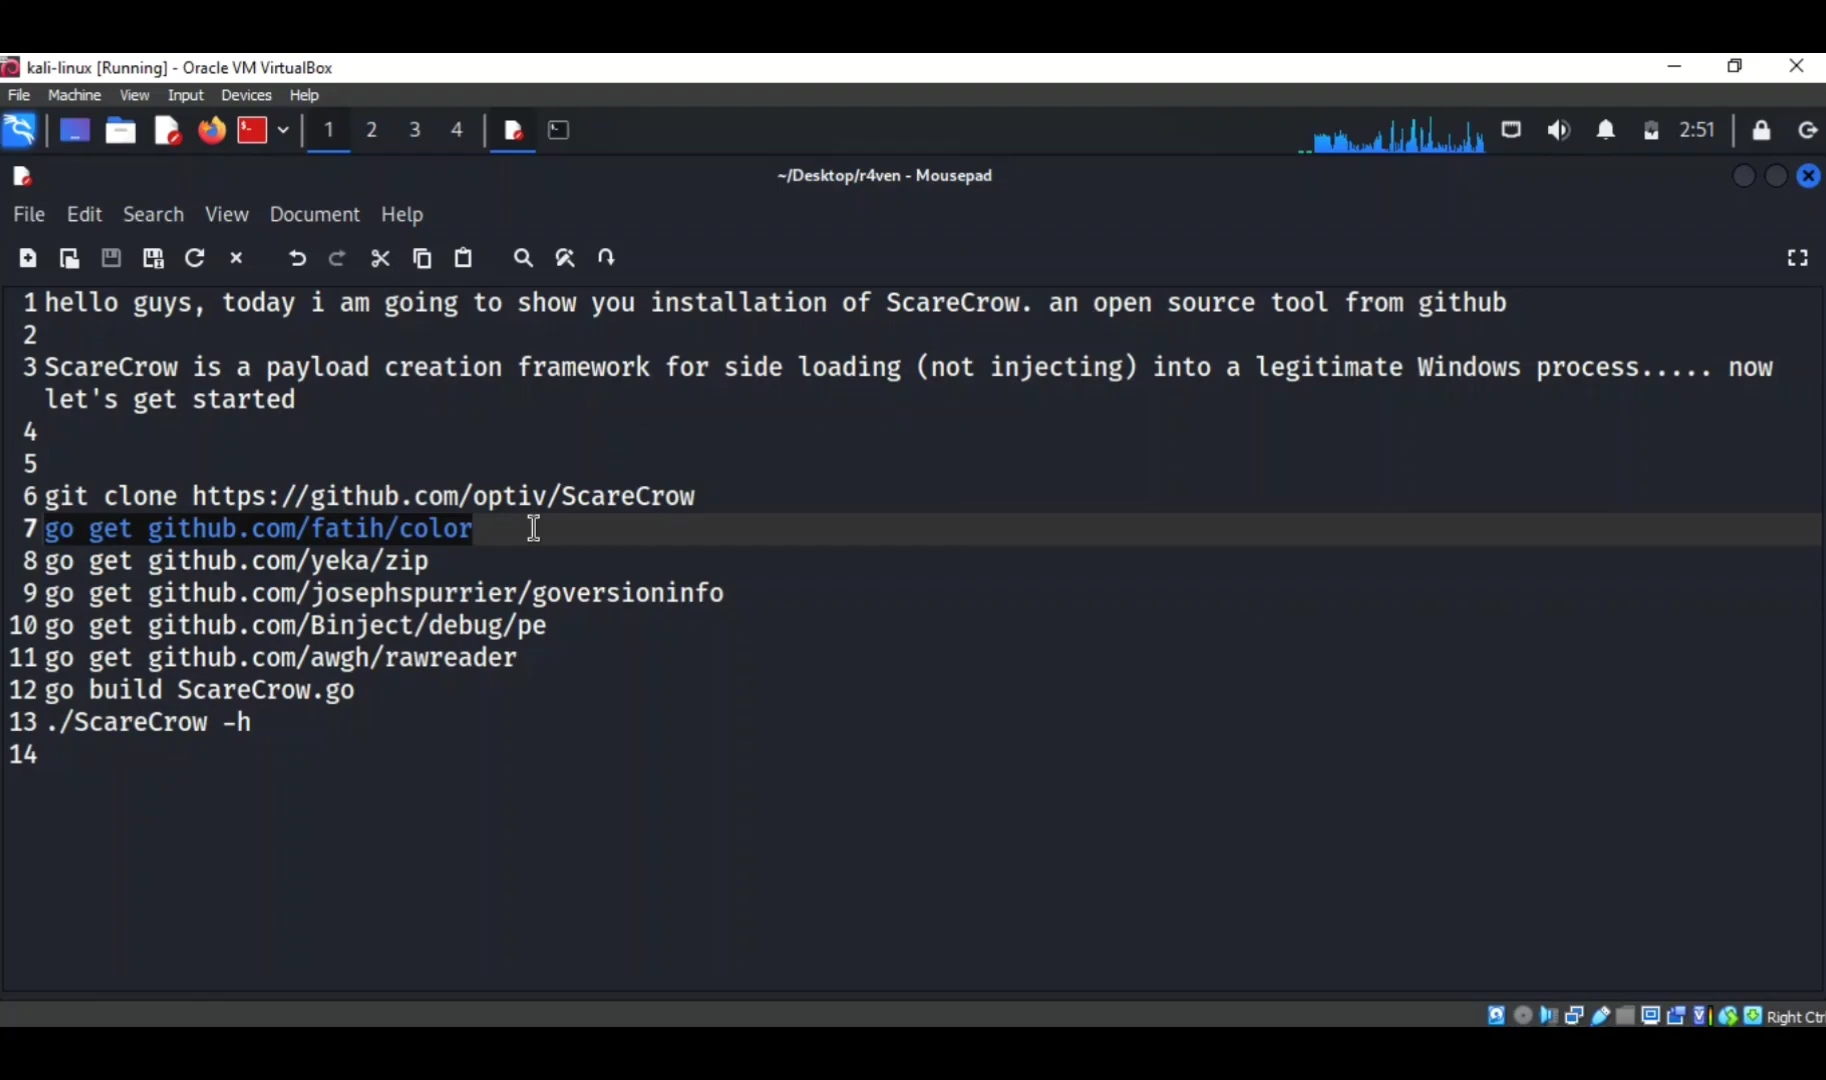 kali-linux [Running] - Oracle VM VirtualBox
File Machine View Input Devices Help
1 2 3 4 2:51
~/Desktop/r4ven - Mousepad
File Edit Search View Document Help
1 hello guys, today i am going to show you installation of ScareCrow. an open source tool from github
2
3 ScareCrow is a payload creation framework for side loading (not injecting) into a legitimate Windows process..... now
let's get started
4
5
6 git clone https://github.com/optiv/ScareCrow
7 go get github.com/fatih/color
8 go get github.com/yeka/zip
9 go get github.com/josephspurrier/goversioninfo
10 go get github.com/Binject/debug/pe
11 go get github.com/awgh/rawreader
12 go build ScareCrow.go
13 ./ScareCrow -h
14
Right Ctr